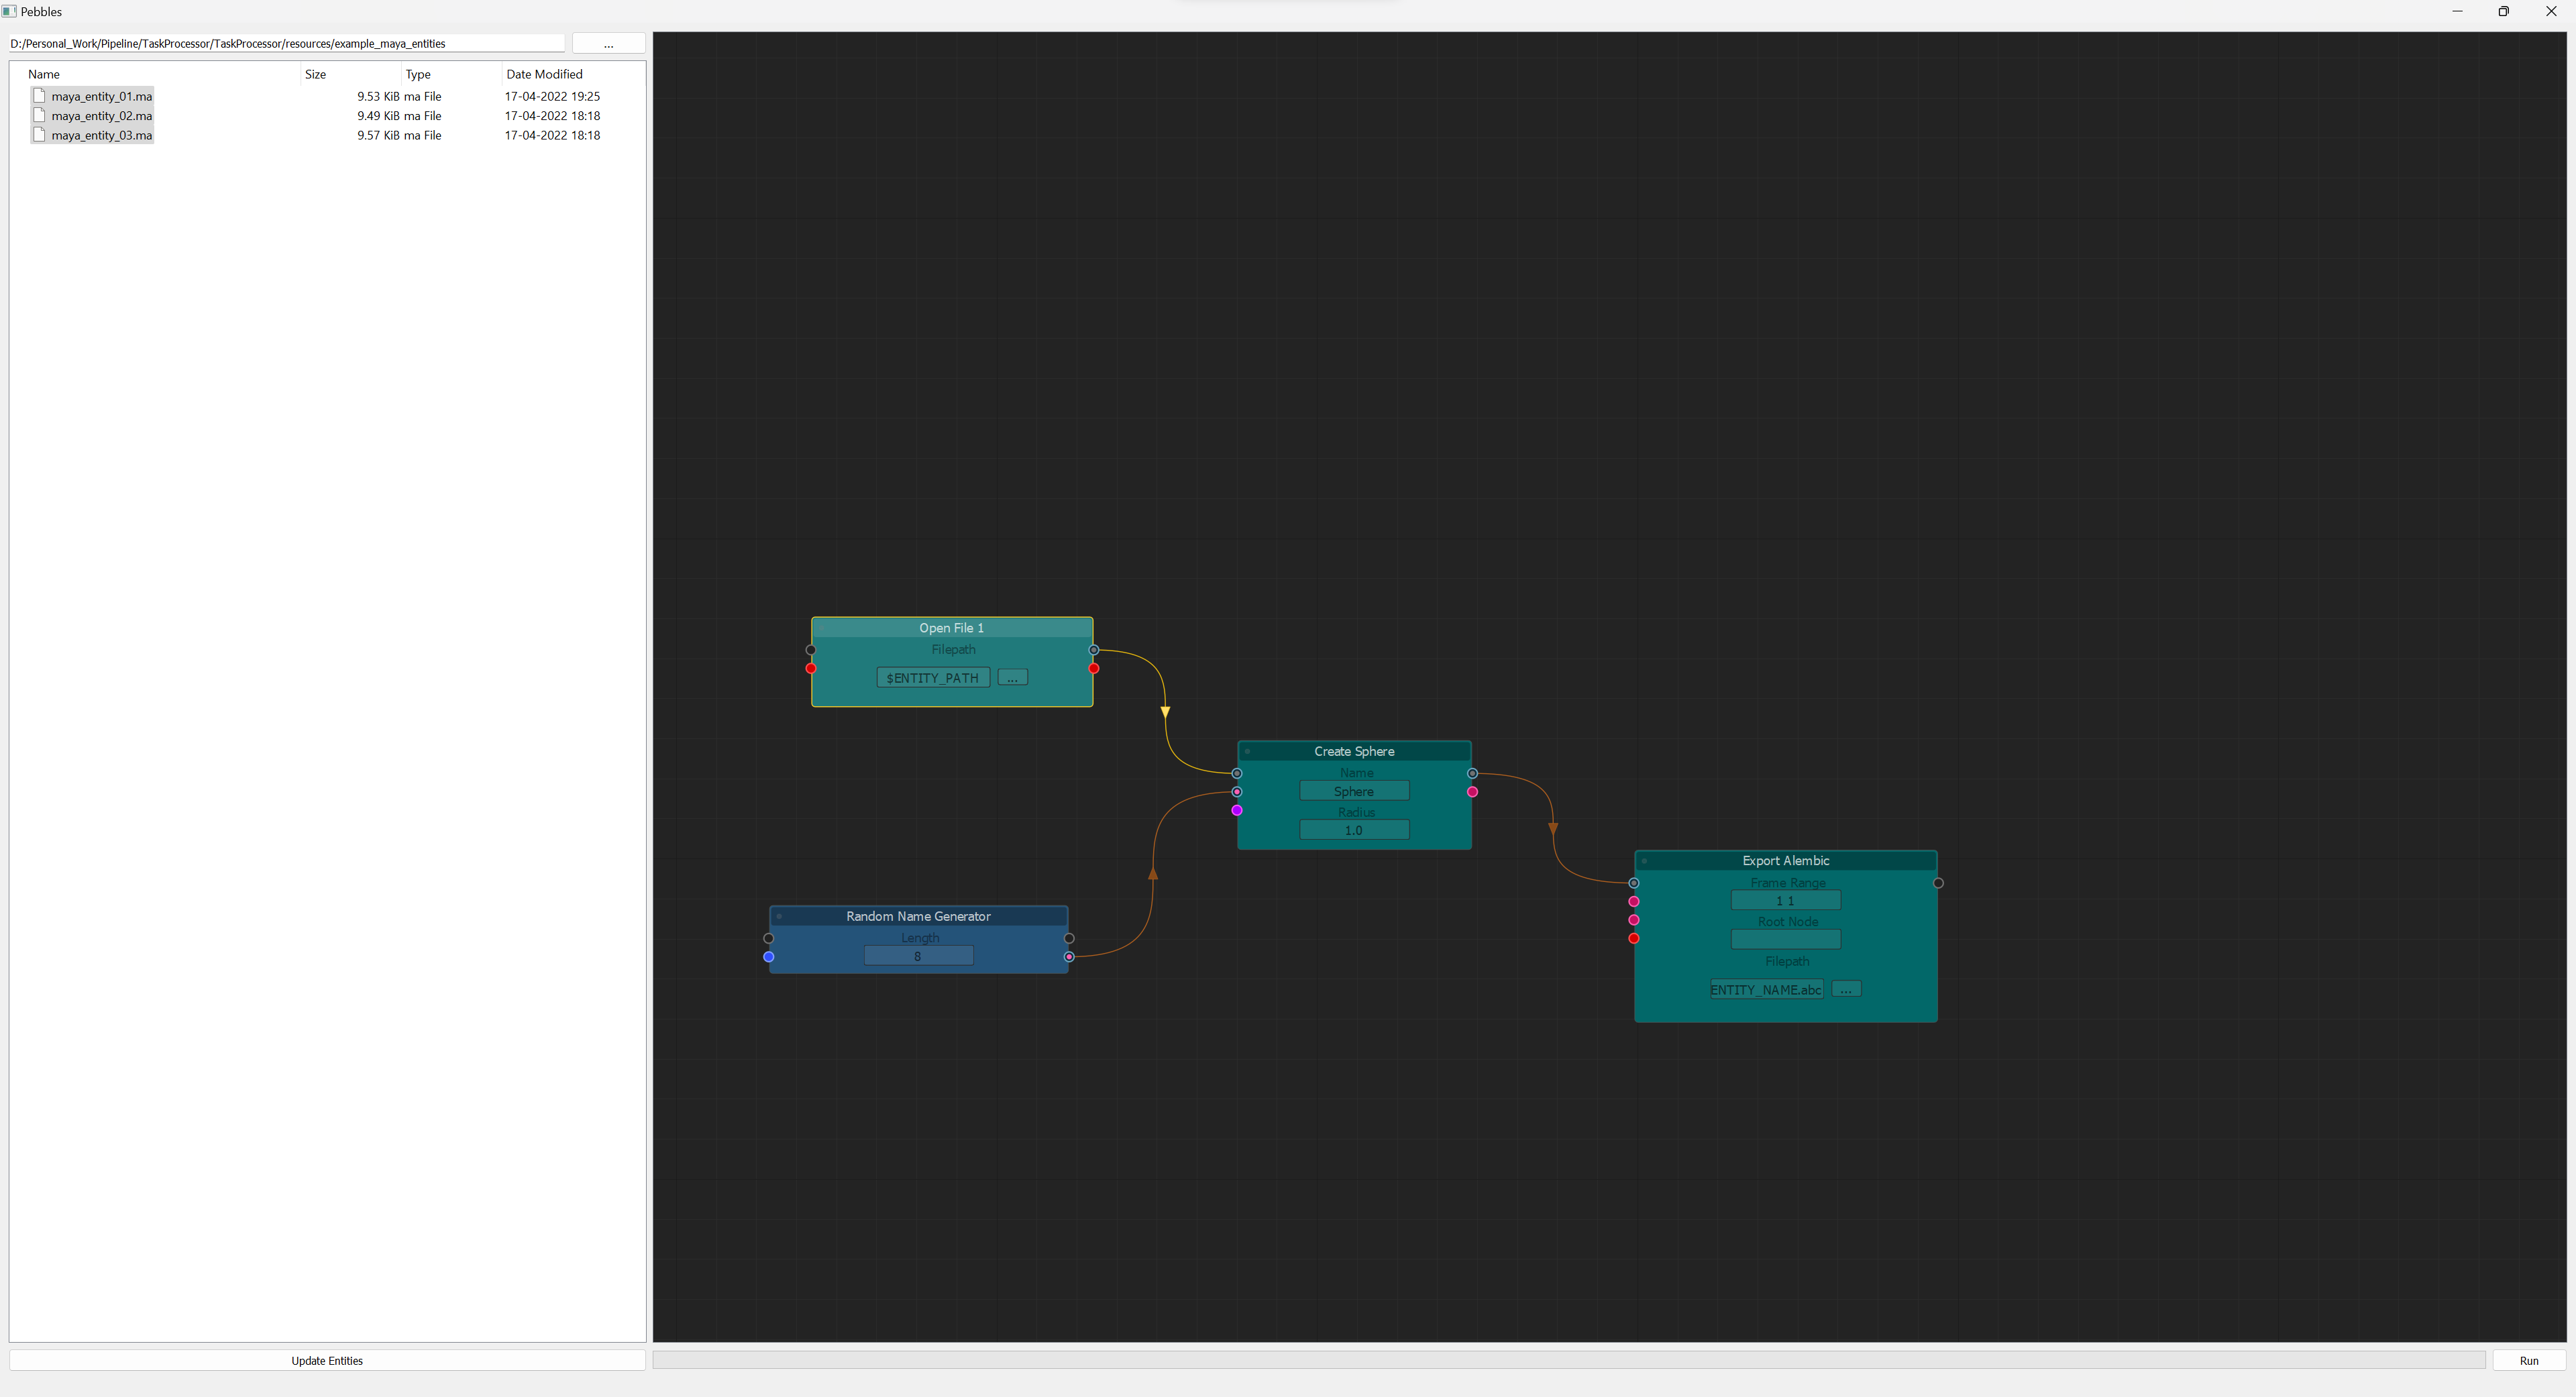 Pebbles
D:/Personal_Work/Pipeline/TaskProcessor/TaskProcessor/resources/example_maya_entities
...
Name Size Type Date Modified
maya_entity_01.ma 9.53 KiB ma File 17-04-2022 19:25
maya_entity_02.ma 9.49 KiB ma File 17-04-2022 18:18
maya_entity_03.ma 9.57 KiB ma File 17-04-2022 18:18
Open File 1
Filepath
$ENTITY_PATH ...
Create Sphere
Name
Sphere
Radius
1.0
Random Name Generator
Length
8
Export Alembic
Frame Range
1 1
Root Node
Filepath
ENTITY_NAME.abc ...
Update Entities
Run